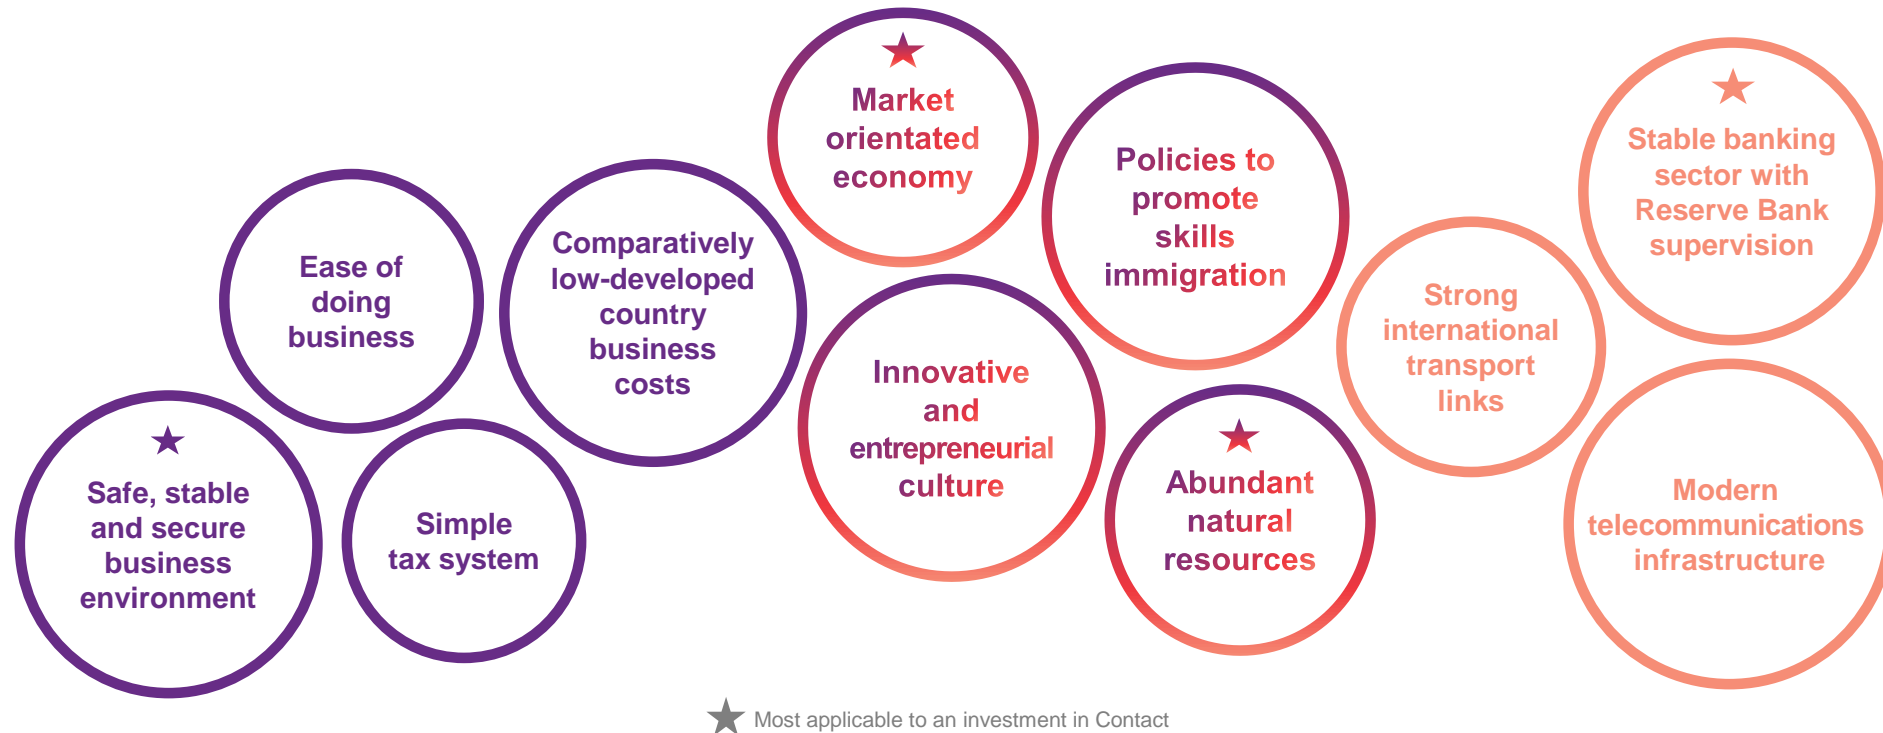 Safe, stable
and secure
business
environment
Ease of
doing
business
Simple
tax system
Comparatively
low-developed
country
business
costs
Market
orientated
economy
Innovative
and
entrepreneurial
culture
Policies to
promote
skills
immigration
Abundant
natural
resources
Strong
international
transport
links
Stable banking
sector with
Reserve Bank
supervision
Modern
telecommunications
infrastructure
Most applicable to an investment in Contact